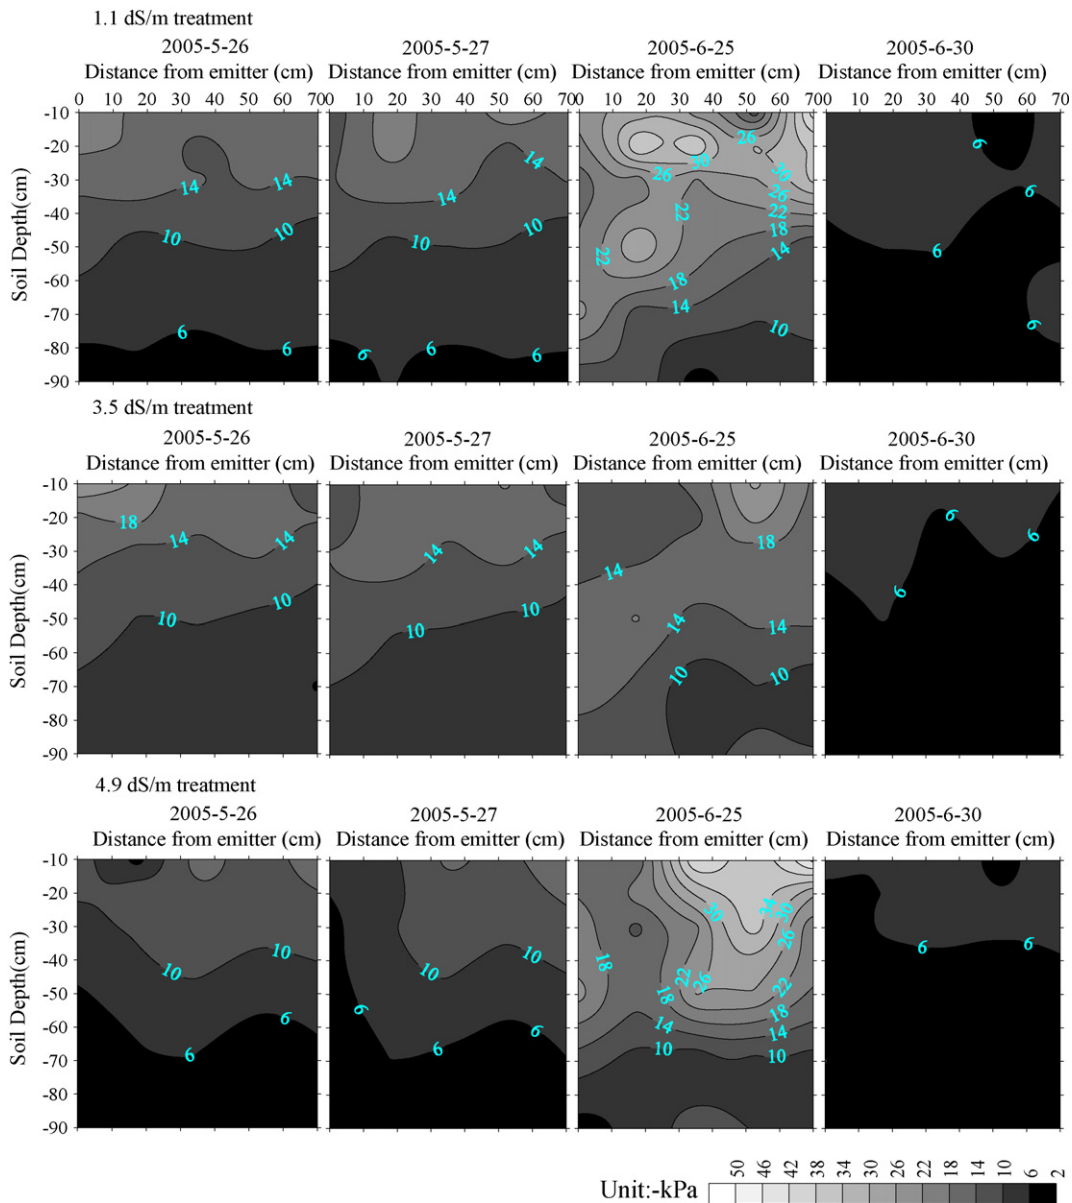 1.1 dS/m treatment
2005-5-26 2005-5-27 2005-6-25 2005-6-30
Distance from emitter (cm) Distance from emitter (cm) Distance from emitter (cm) Distance from emitter (cm)
0 10 20 30 40 50 60 70 0 10 20 30 40 50 60 70 0 10 20 30 40 50 60 70 0 10 20 30 40 50 60 70
Soil Depth(cm)
-10
-20
-30
-40
-50
-60
-70
-80
-90
14 14 10 10 6 6
14 14 10 10 6 6 6
26 30 26 30 26 22 22 22 18 18 14 14 10
6 6 6 6
3.5 dS/m treatment
2005-5-26 2005-5-27 2005-6-25 2005-6-30
Distance from emitter (cm) Distance from emitter (cm) Distance from emitter (cm) Distance from emitter (cm)
Soil Depth(cm)
-10
-20
-30
-40
-50
-60
-70
-80
-90
18 14 14 10 10
14 14 10 10
18 14 14 14 10 10
6 6 6
4.9 dS/m treatment
2005-5-26 2005-5-27 2005-6-25 2005-6-30
Distance from emitter (cm) Distance from emitter (cm) Distance from emitter (cm) Distance from emitter (cm)
Soil Depth(cm)
-10
-20
-30
-40
-50
-60
-70
-80
-90
10 10 6 6
10 10 6 6 6
30 34 30 26 18 22 26 22 18 18 14 14 10 10
6 6
Unit:-kPa 50 46 42 38 34 30 26 22 18 14 10 6 2